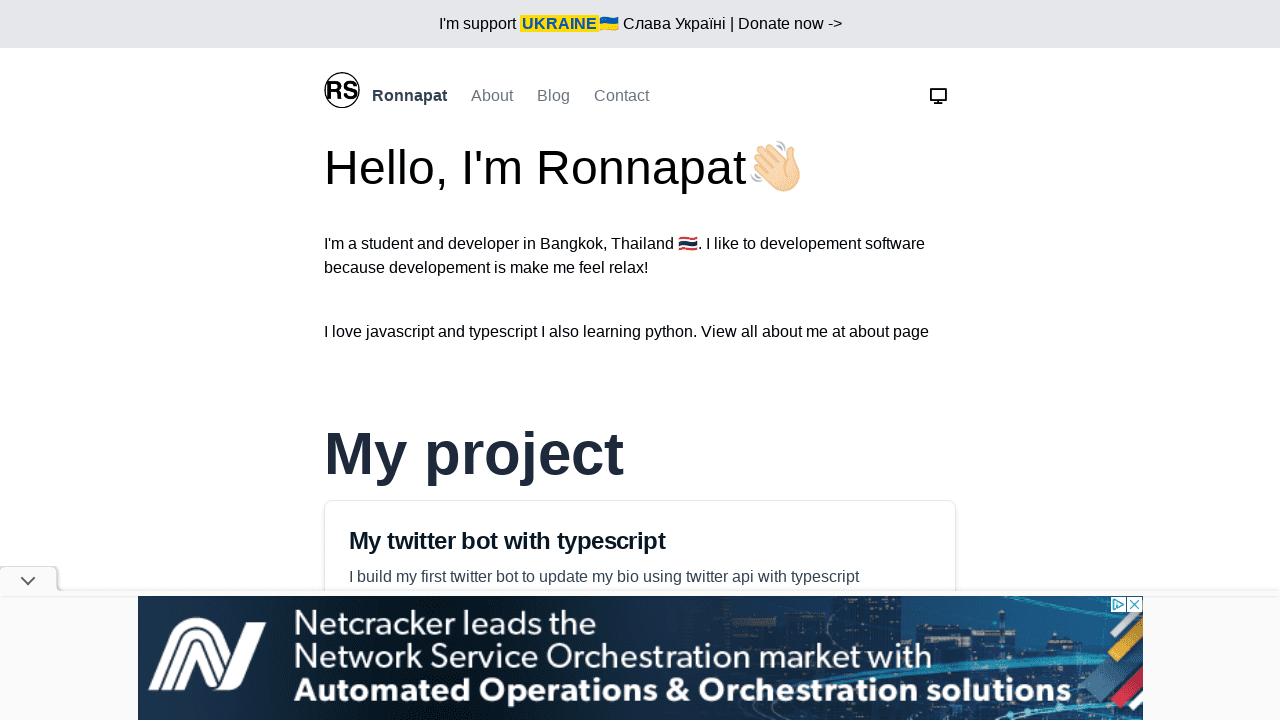 I'm support UKRAINE🇺🇦 Слава Україні | Donate now ->
RS Ronnapat About Blog Contact
Hello, I'm Ronnapat👋🏻
I'm a student and developer in Bangkok, Thailand 🇹🇭. I like to developement software
because developement is make me feel relax!
I love javascript and typescript I also learning python. View all about me at about page
My project
My twitter bot with typescript
I build my first twitter bot to update my bio using twitter api with typescript
Netcracker leads the
Network Service Orchestration market with
Automated Operations & Orchestration solutions